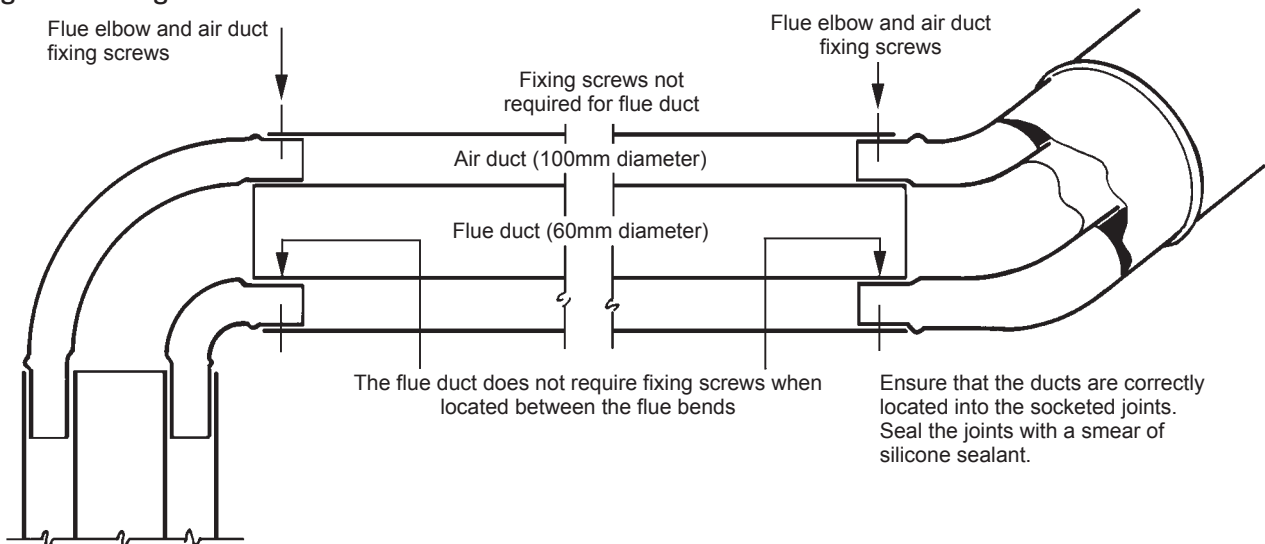 Flue elbow and air duct
fixing screws
Fixing screws not
required for flue duct
Flue elbow and air duct
fixing screws
Air duct (100mm diameter)
Flue duct (60mm diameter)
The flue duct does not require fixing screws when
located between the flue bends
Ensure that the ducts are correctly
located into the socketed joints.
Seal the joints with a smear of
silicone sealant.